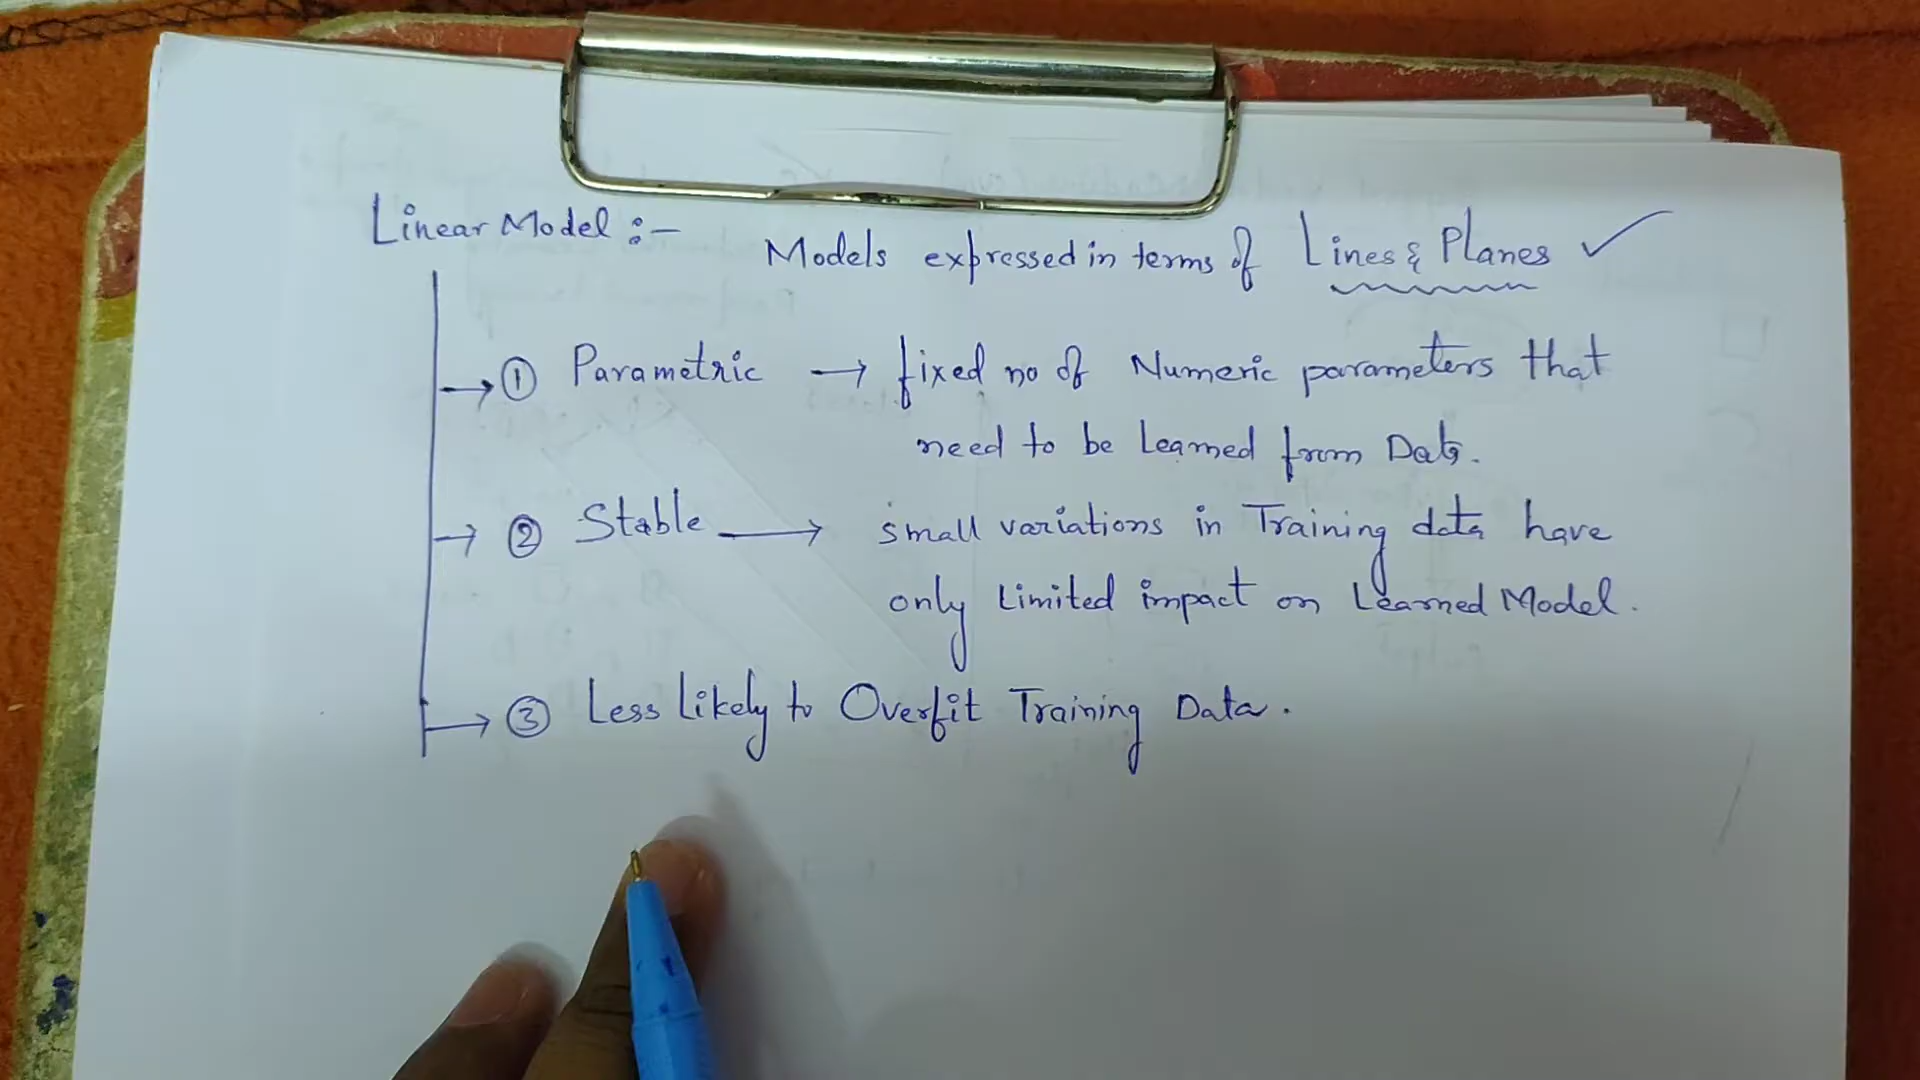 Linear Model :-
Models expressed in terms of Lines & Planes ✓
→ ① Parametric → fixed no of Numeric parameters that
need to be Learned from Data.
→ ② Stable → small variations in Training data have
only Limited impact on Learned Model.
→ ③ Less Likely to Overfit Training Data.